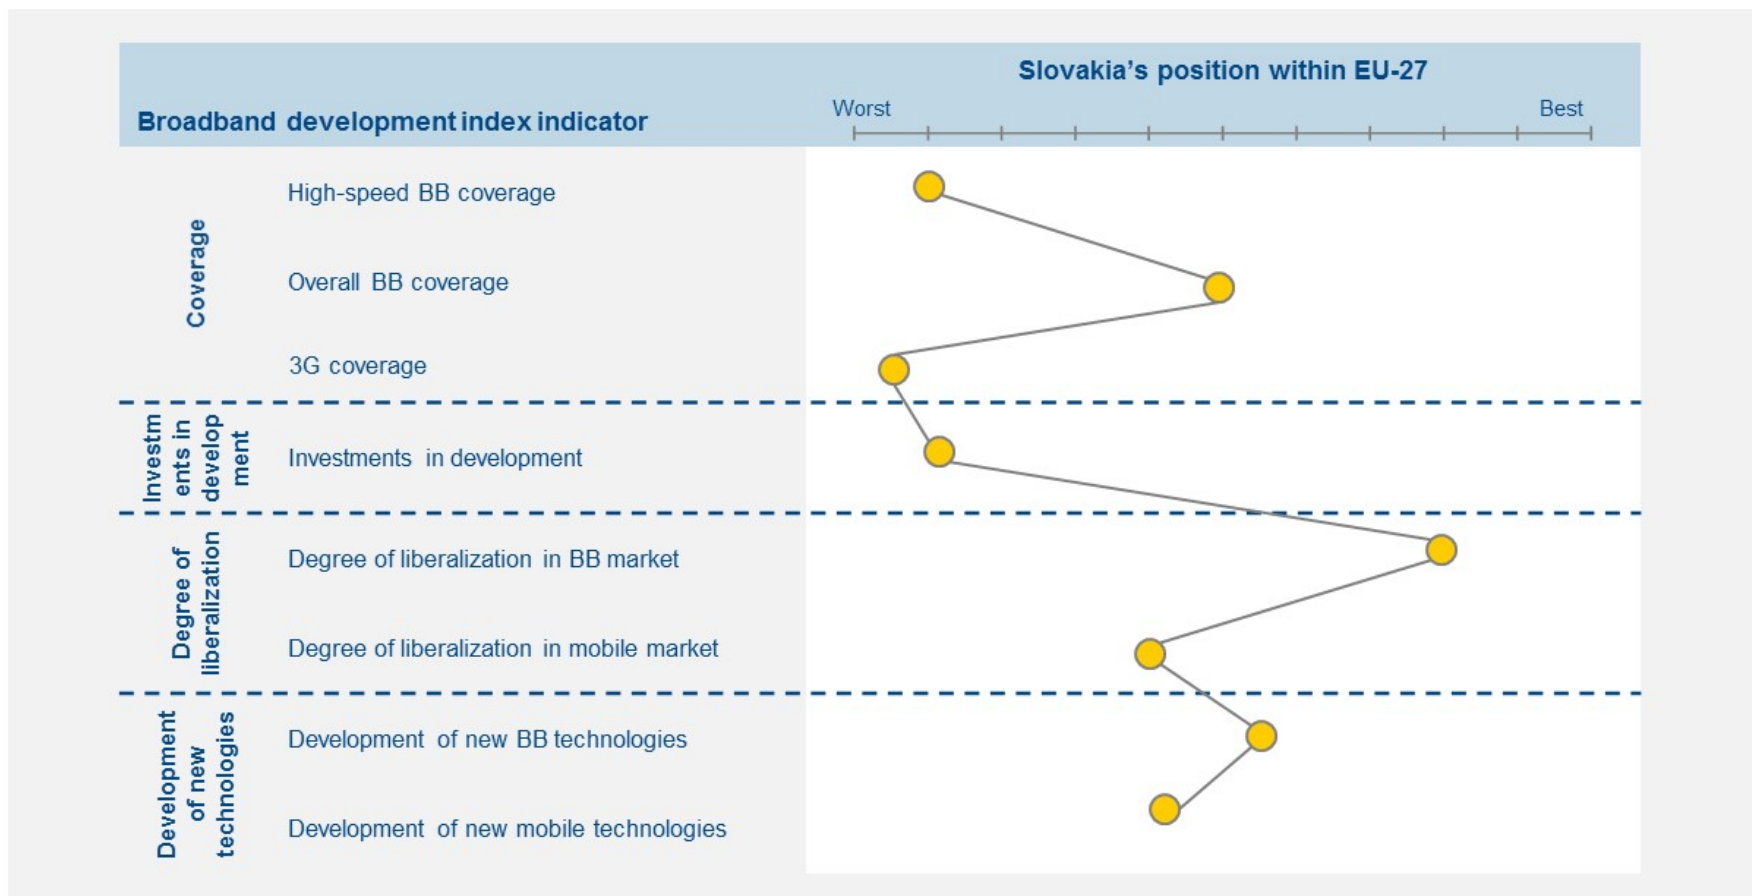 Slovakia's position within EU-27
Worst
Best
Broadband development index indicator
Coverage
High-speed BB coverage
Overall BB coverage
3G coverage
Investm
ents in
develop
ment
Investments in development
Degree of
liberalization
Degree of liberalization in BB market
Degree of liberalization in mobile market
Development
of new
technologies
Development of new BB technologies
Development of new mobile technologies